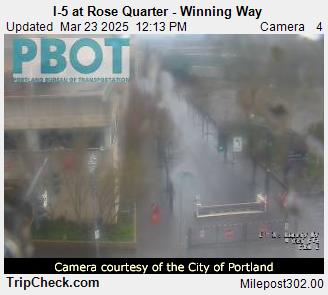 I-5 at Rose Quarter - Winning Way
Updated Mar 23 2025 12:13 PM Camera 4
PBOT
PORTLAND BUREAU OF TRANSPORTATION
Camera courtesy of the City of Portland
TripCheck.com Milepost302.00